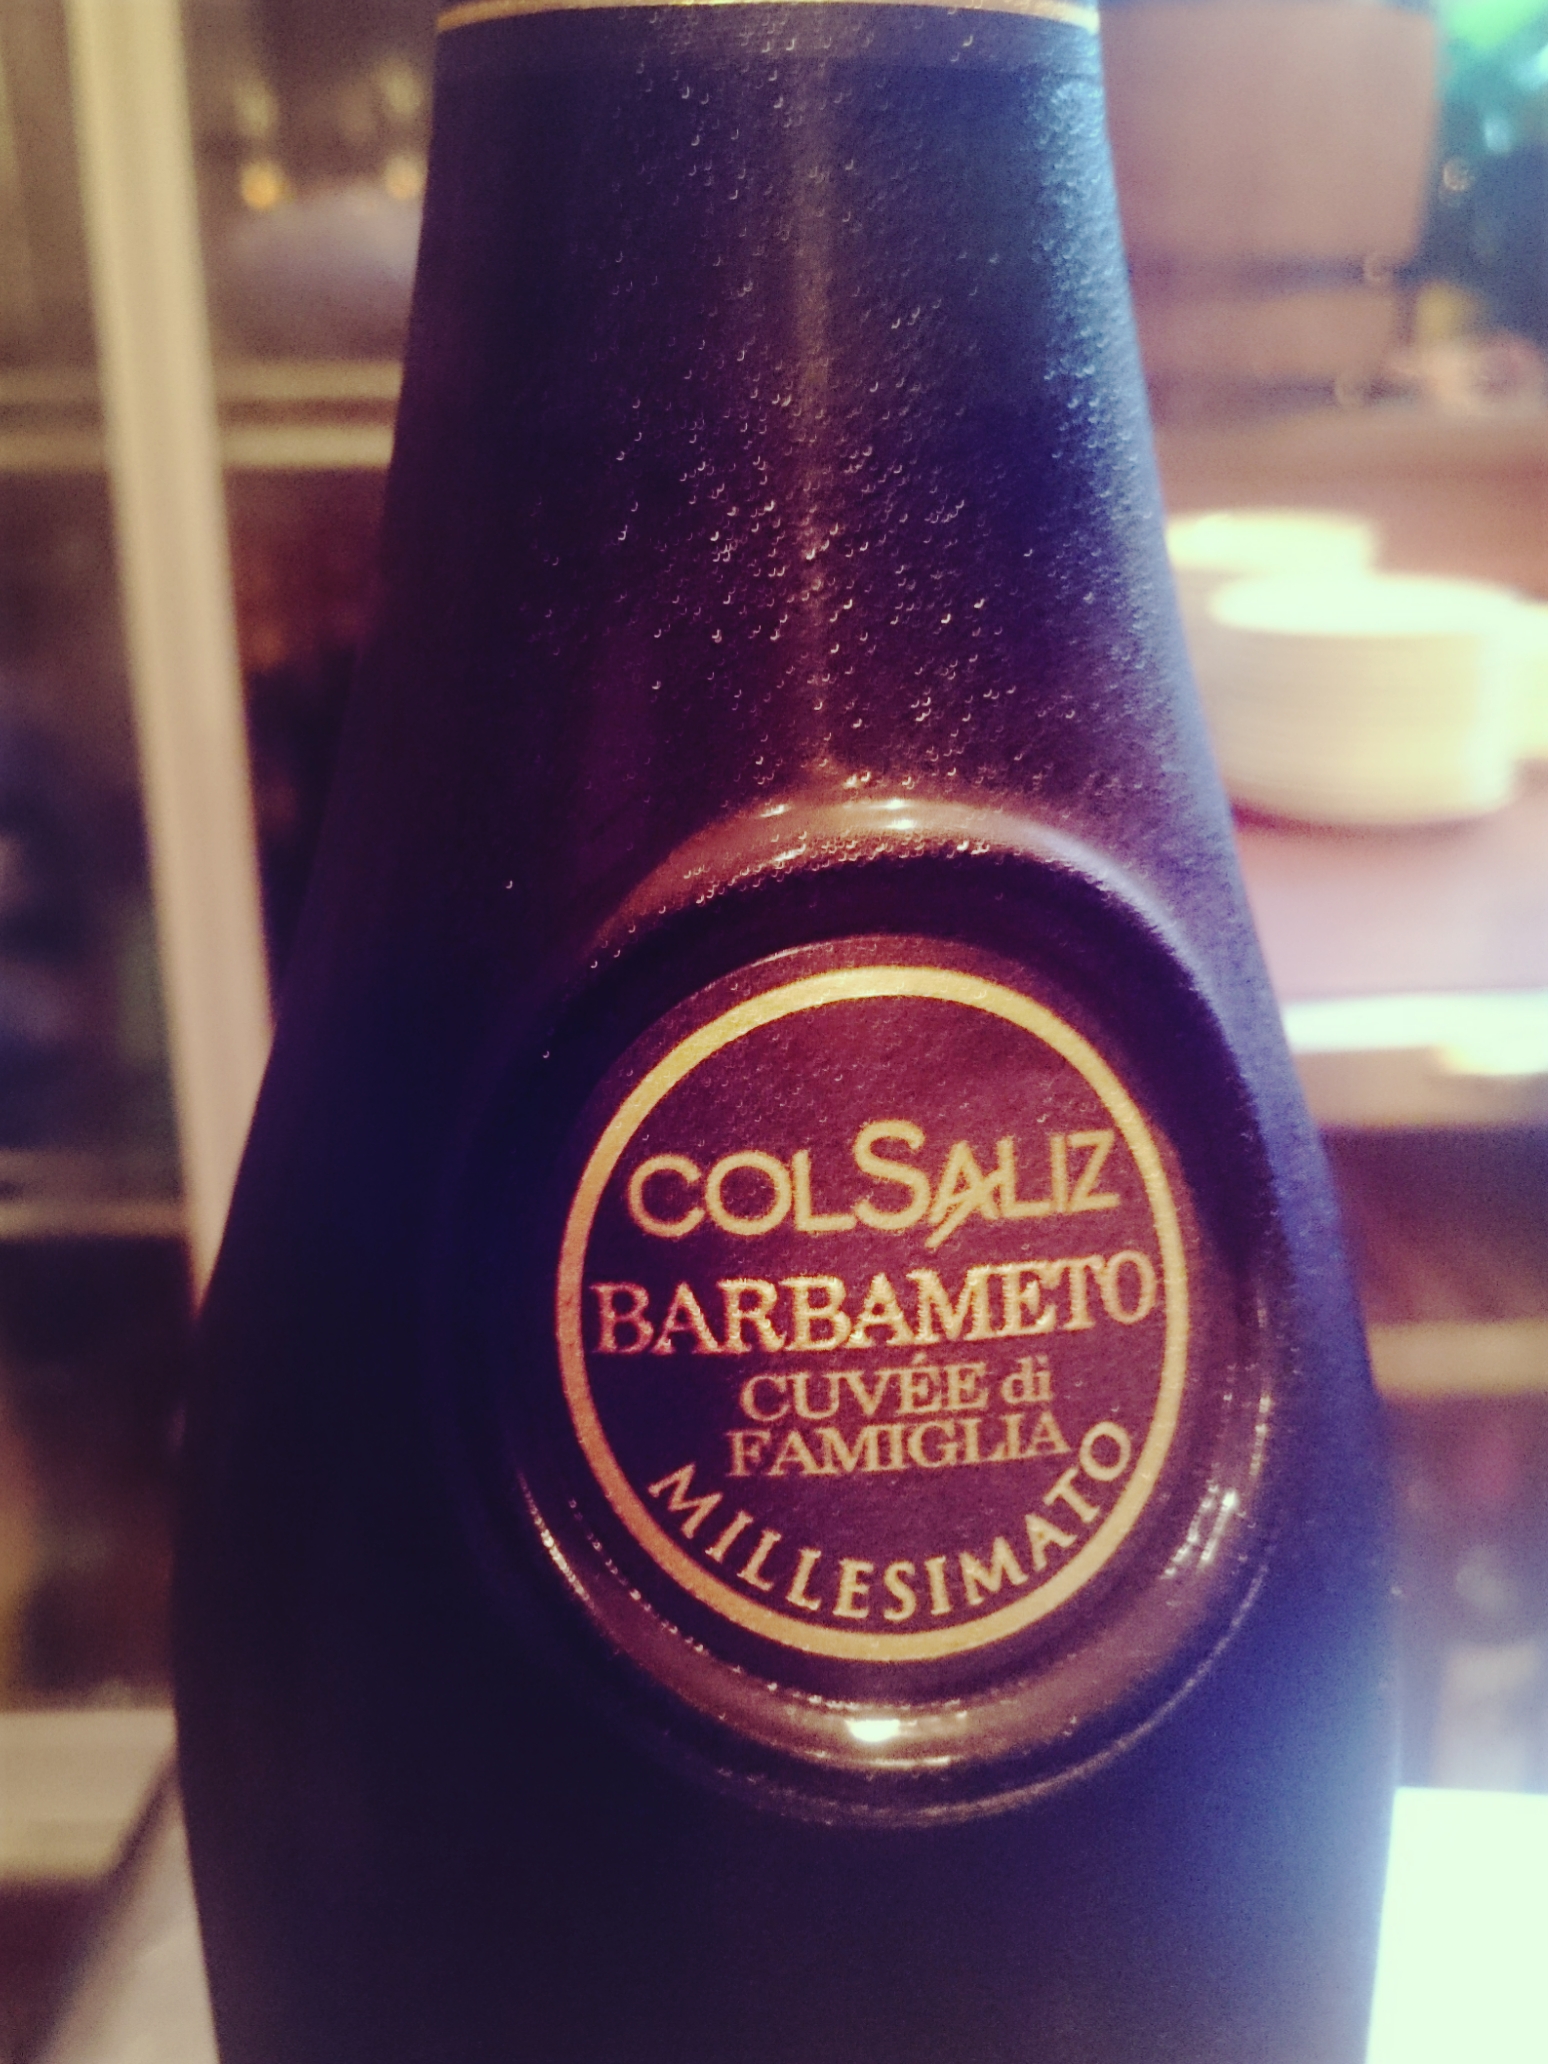 COLSALIZ
BARBAMETO
CUVÉE di
FAMIGLIA
MILLESIMATO